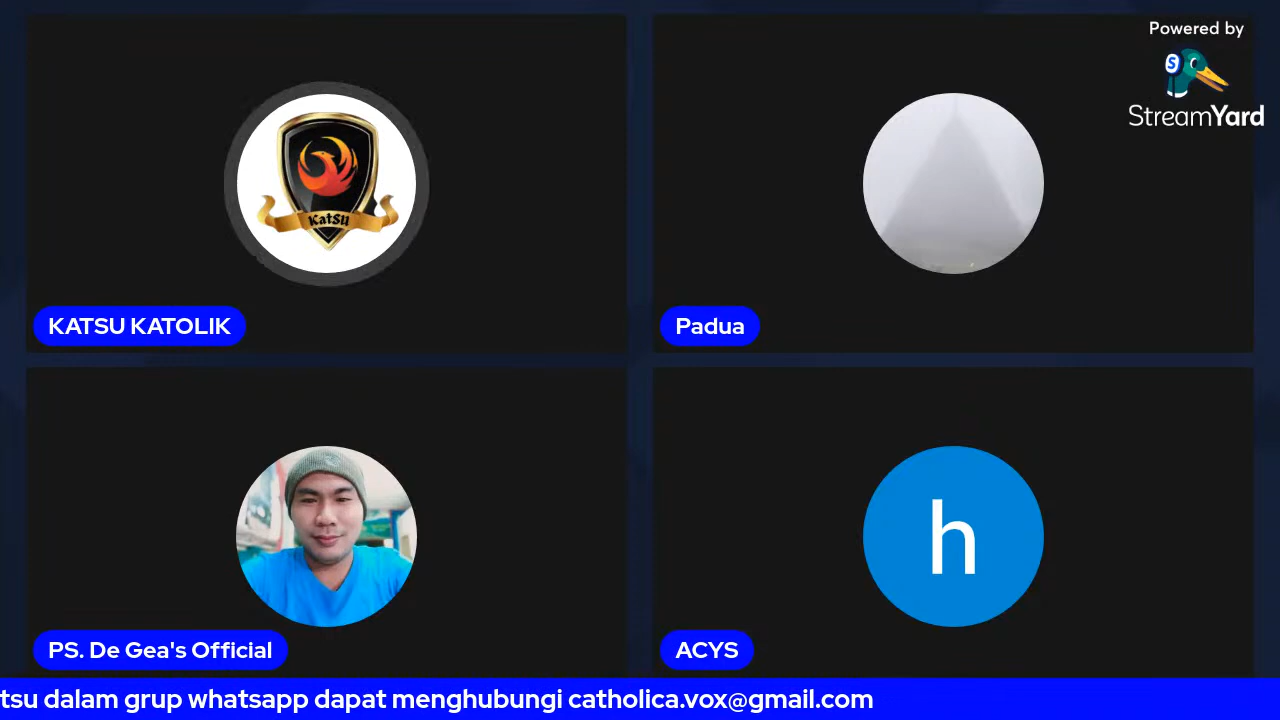 Powered by
StreamYard
S
KatSU
KATSU KATOLIK
Padua
h
PS. De Gea's Official
ACYS
tsu dalam grup whatsapp dapat menghubungi catholica.vox@gmail.com